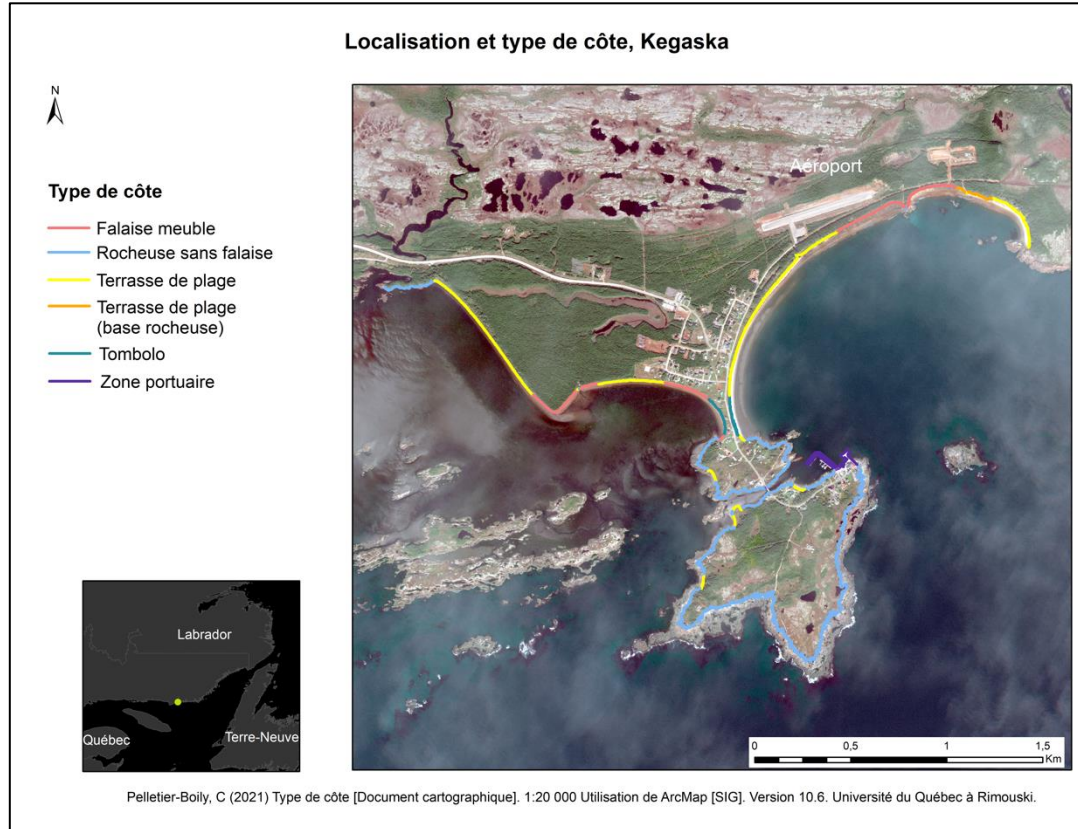 Localisation et type de côte, Kegaska
N
Type de côte
Falaise meuble
Rocheuse sans falaise
Terrasse de plage
Terrasse de plage
(base rocheuse)
Tombolo
Zone portuaire
Aéroport
Labrador
Québec
Terre-Neuve
0 0,5 1 1,5
Km
Pelletier-Boily, C (2021) Type de côte [Document cartographique]. 1:20 000 Utilisation de ArcMap [SIG]. Version 10.6. Université du Québec à Rimouski.